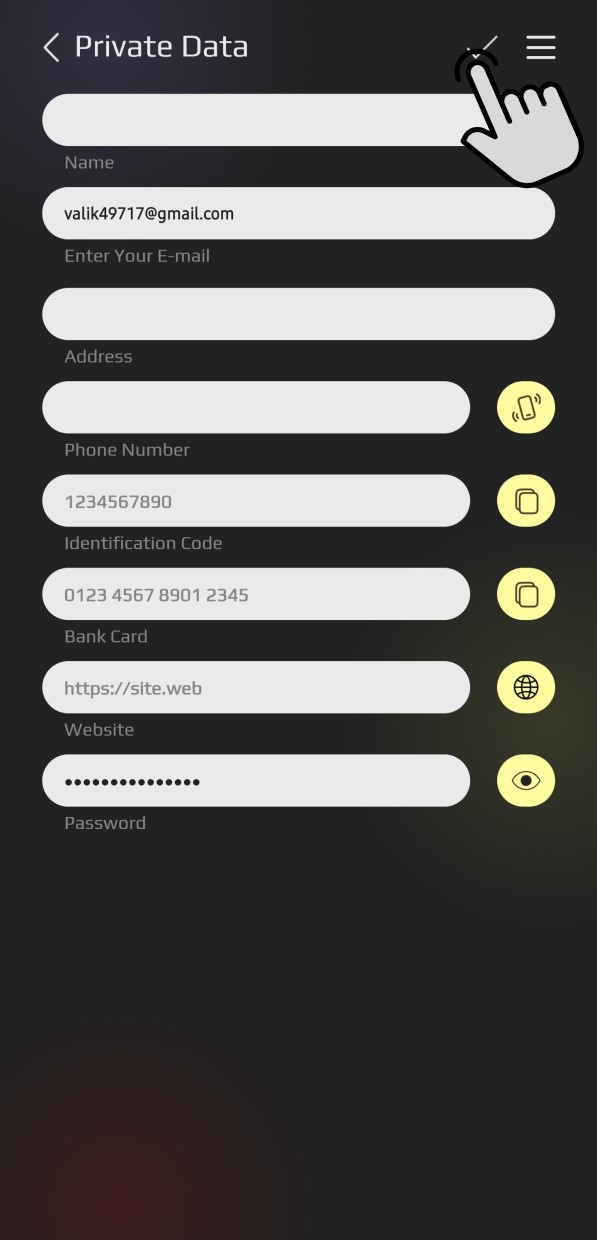 Private Data
Name
valik49717@gmail.com
Enter Your E-mail
Address
Phone Number
1234567890
Identification Code
0123 4567 8901 2345
Bank Card
https://site.web
Website
•••••••••••••••
Password